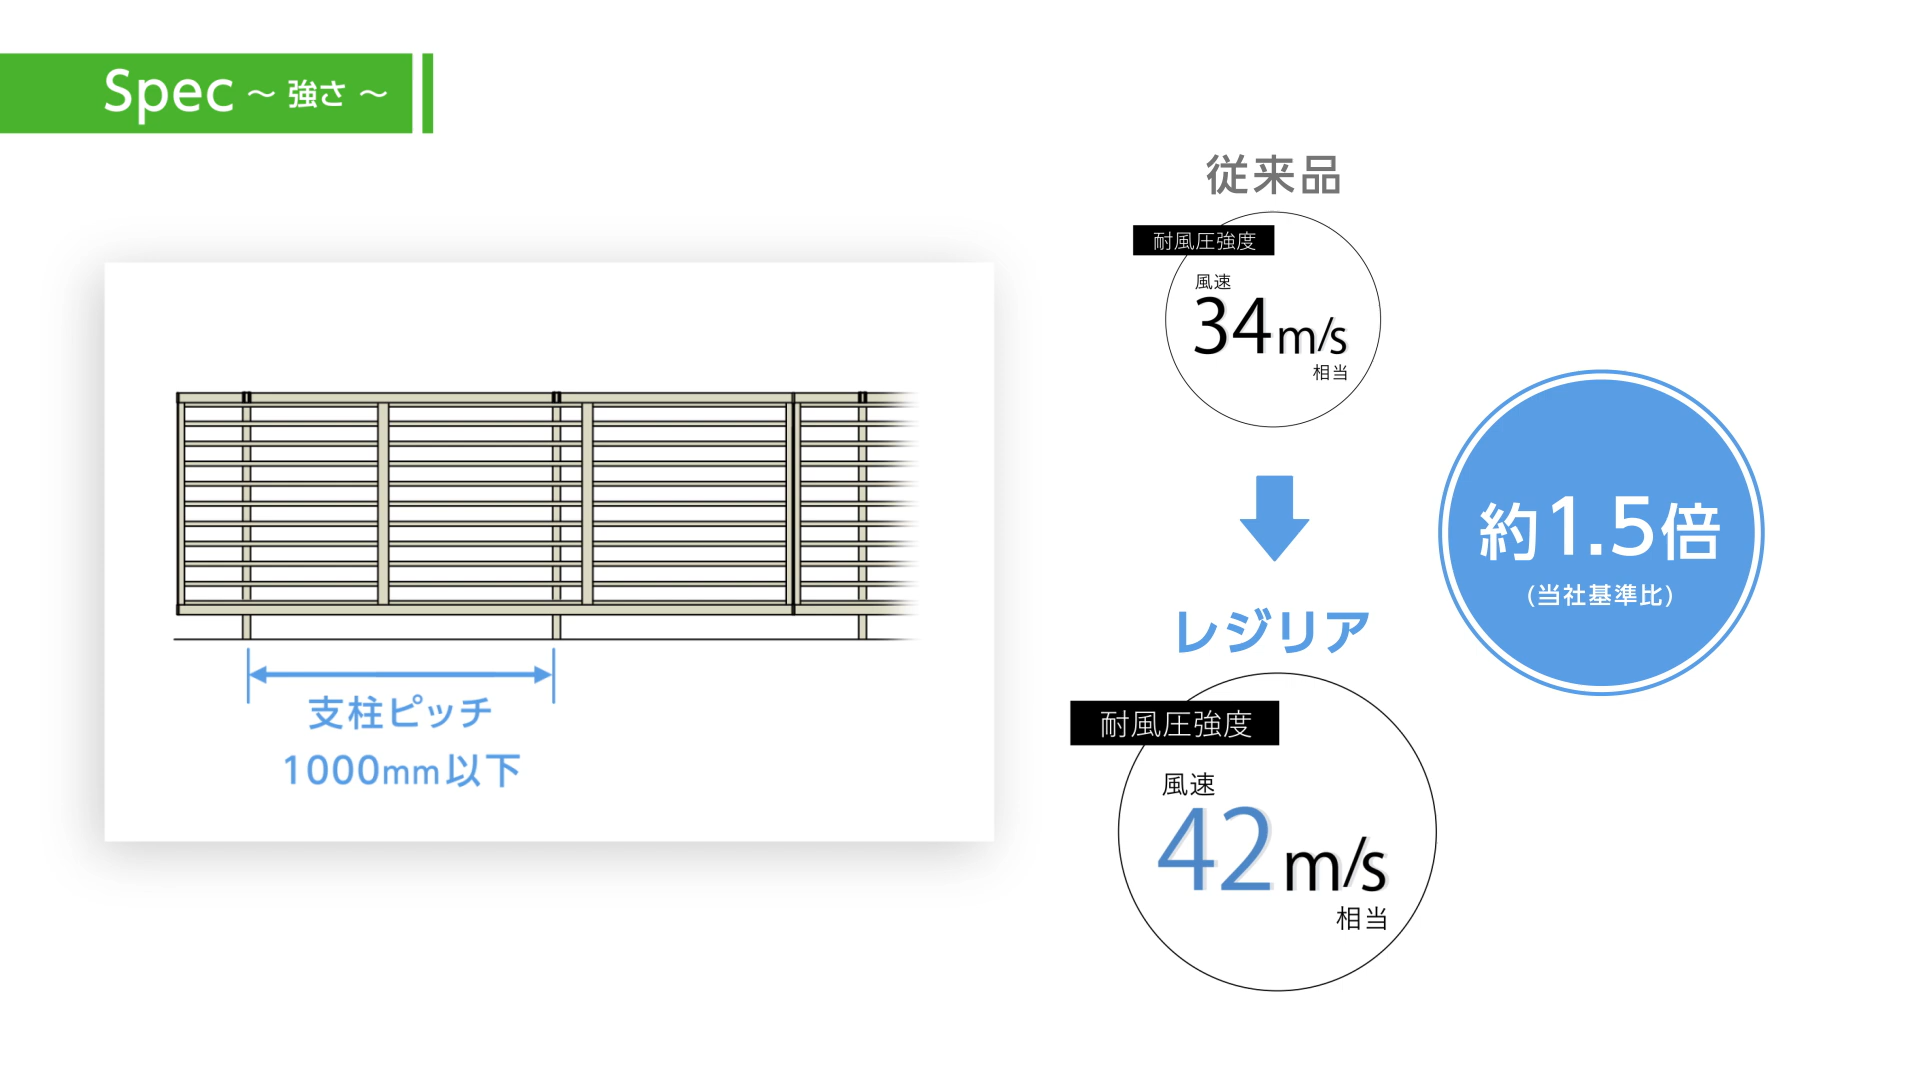 Spec ～ 強さ ～
支柱ピッチ
1000mm以下
従来品
耐風圧強度
風速
34m/s
相当
レジリア
耐風圧強度
風速
42m/s
相当
約1.5倍
(当社基準比)